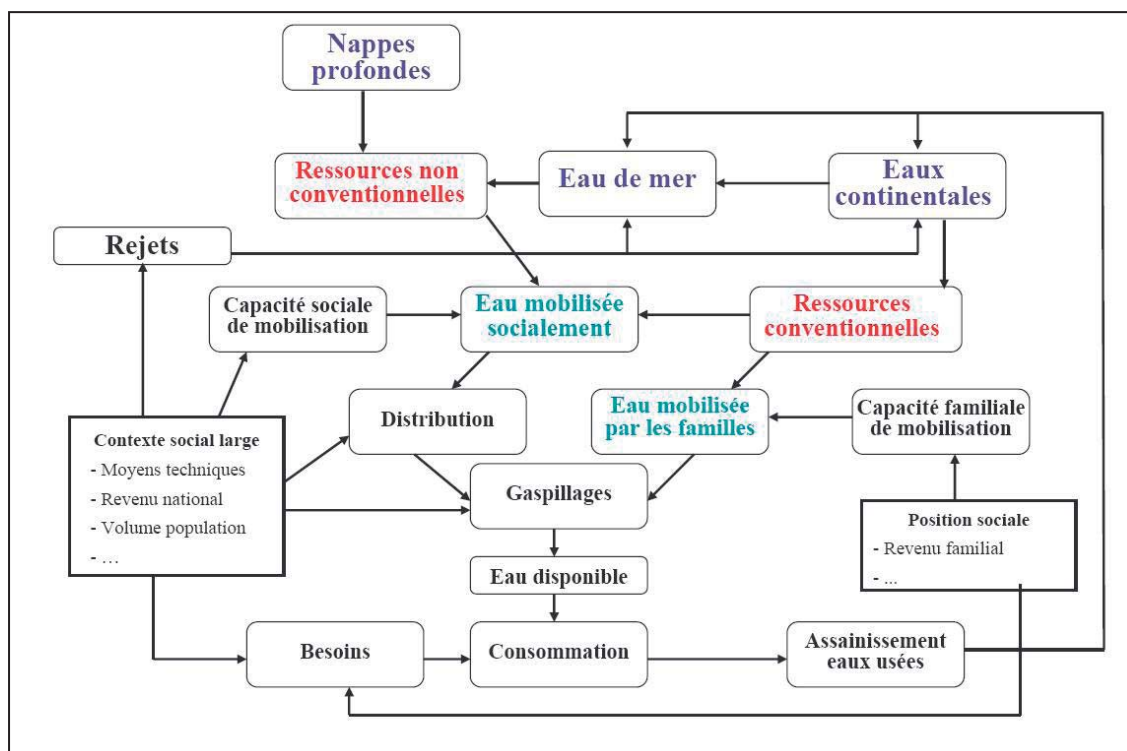 Nappes
profondes
Ressources non
conventionnelles
Eau de mer
Eaux
continentales
Rejets
Capacité sociale
de mobilisation
Eau mobilisée
socialement
Ressources
conventionnelles
Distribution
Eau mobilisée
par les familles
Capacité familiale
de mobilisation
Contexte social large
- Moyens techniques
- Revenu national
- Volume population
- ...
Gaspillages
Position sociale
- Revenu familial
- ...
Eau disponible
Besoins
Consommation
Assainissement
eaux usées